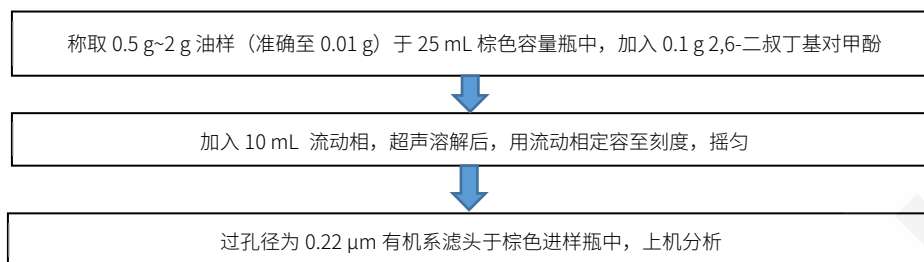 称取 0.5 g~2 g 油样（准确至 0.01 g）于 25 mL 棕色容量瓶中，加入 0.1 g 2,6-二叔丁基对甲酚
加入 10 mL 流动相，超声溶解后，用流动相定容至刻度，摇匀
过孔径为 0.22 μm 有机系滤头于棕色进样瓶中，上机分析